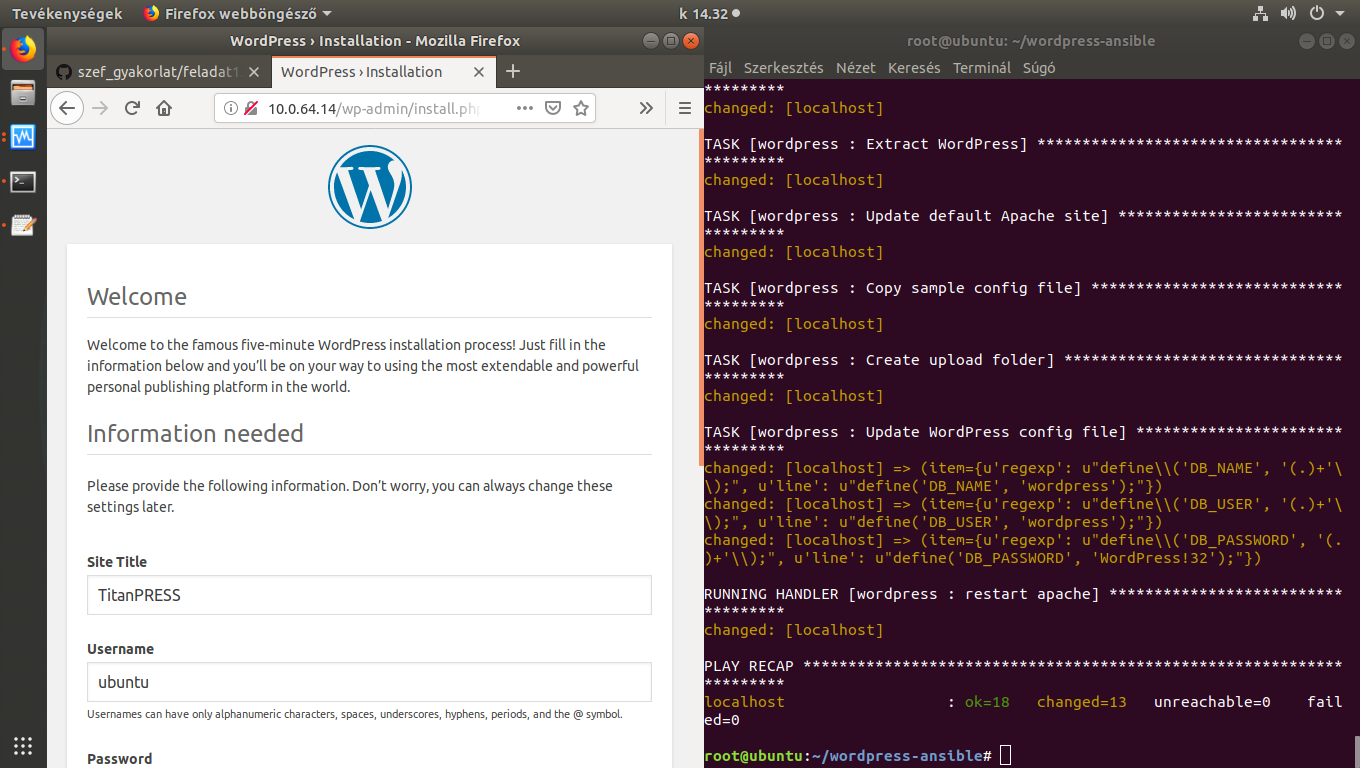 Tevékenységek
Firefox webböngésző
k 14.32
WordPress › Installation - Mozilla Firefox
szef_gyakorlat/feladat1
WordPress › Installation
10.0.64.14/wp-admin/install.php
W
Welcome
Welcome to the famous five-minute WordPress installation process! Just fill in the
information below and you’ll be on your way to using the most extendable and powerful
personal publishing platform in the world.
Information needed
Please provide the following information. Don’t worry, you can always change these
settings later.
Site Title
TitanPRESS
Username
ubuntu
Usernames can have only alphanumeric characters, spaces, underscores, hyphens, periods, and the @ symbol.
Password
root@ubuntu: ~/wordpress-ansible
Fájl Szerkesztés Nézet Keresés Terminál Súgó
*********
changed: [localhost]
TASK [wordpress : Extract WordPress] **********************************
*********
changed: [localhost]
TASK [wordpress : Update default Apache site] *************************
*********
changed: [localhost]
TASK [wordpress : Copy sample config file] ****************************
*********
changed: [localhost]
TASK [wordpress : Create upload folder] *******************************
*********
changed: [localhost]
TASK [wordpress : Update WordPress config file] ***********************
*********
changed: [localhost] => (item={u'regexp': u"define\\('DB_NAME', '(.)+'\
\);", u'line': u"define('DB_NAME', 'wordpress');"})
changed: [localhost] => (item={u'regexp': u"define\\('DB_USER', '(.)+'\
\);", u'line': u"define('DB_USER', 'wordpress');"})
changed: [localhost] => (item={u'regexp': u"define\\('DB_PASSWORD', '(.
)+'\\);", u'line': u"define('DB_PASSWORD', 'WordPress!32');"})
RUNNING HANDLER [wordpress : restart apache] **************************
*********
changed: [localhost]
PLAY RECAP ************************************************************
*********
localhost                  : ok=18   changed=13   unreachable=0    fail
ed=0
root@ubuntu:~/wordpress-ansible#